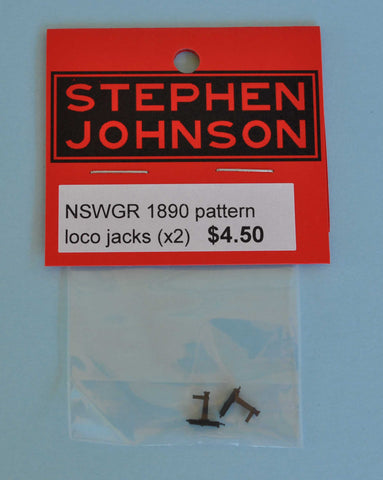 STEPHEN
JOHNSON
NSWGR 1890 pattern
loco jacks (x2) $4.50